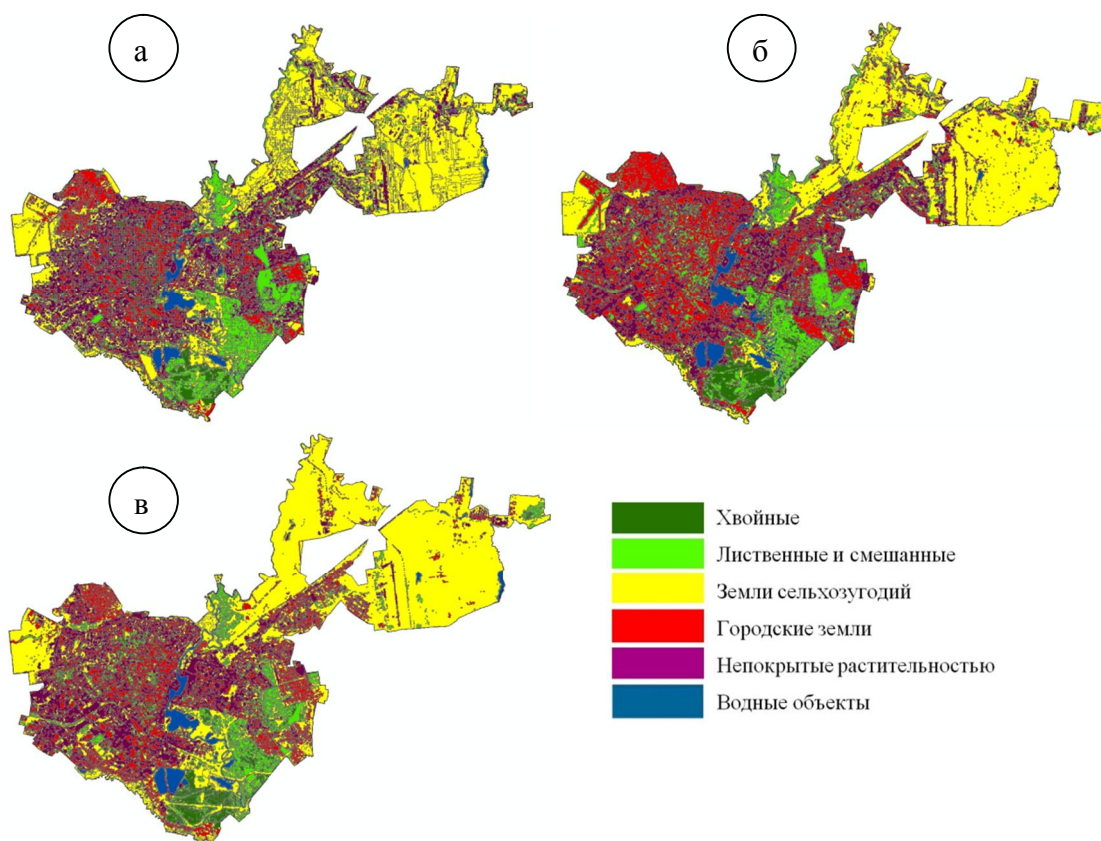 а
б
в
Хвойные
Лиственные и смешанные
Земли сельхозугодий
Городские земли
Непокрытые растительностью
Водные объекты